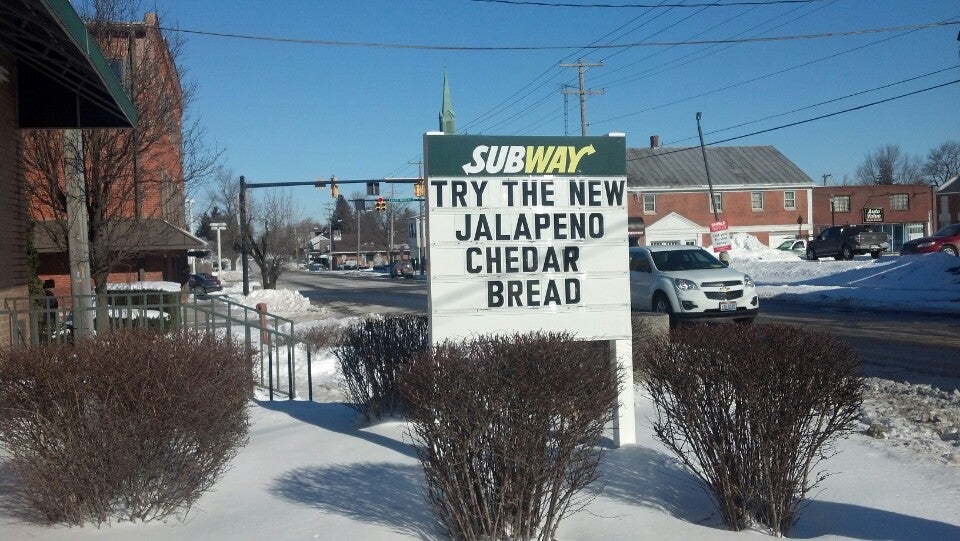 SUBWAY
TRY THE NEW
JALAPENO
CHEDAR
BREAD